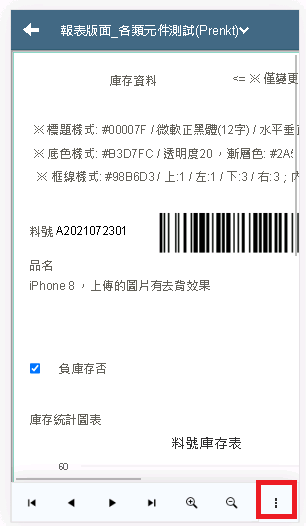 報表版面_各類元件測試(Prenkt)
庫存資料
<= ※ 僅變更
※ 標題樣式: #00007F / 微軟正黑體(12字) / 水平垂直
※ 底色樣式: #B3D7FC / 透明度20，漸層色: #2A5
※ 框線樣式: #98B6D3 / 上:1 / 左:1 / 下:3 / 右:3；內
料號 A2021072301
品名
iPhone 8 ，上傳的圖片有去背效果
負庫存否
庫存統計圖表
料號庫存表
60